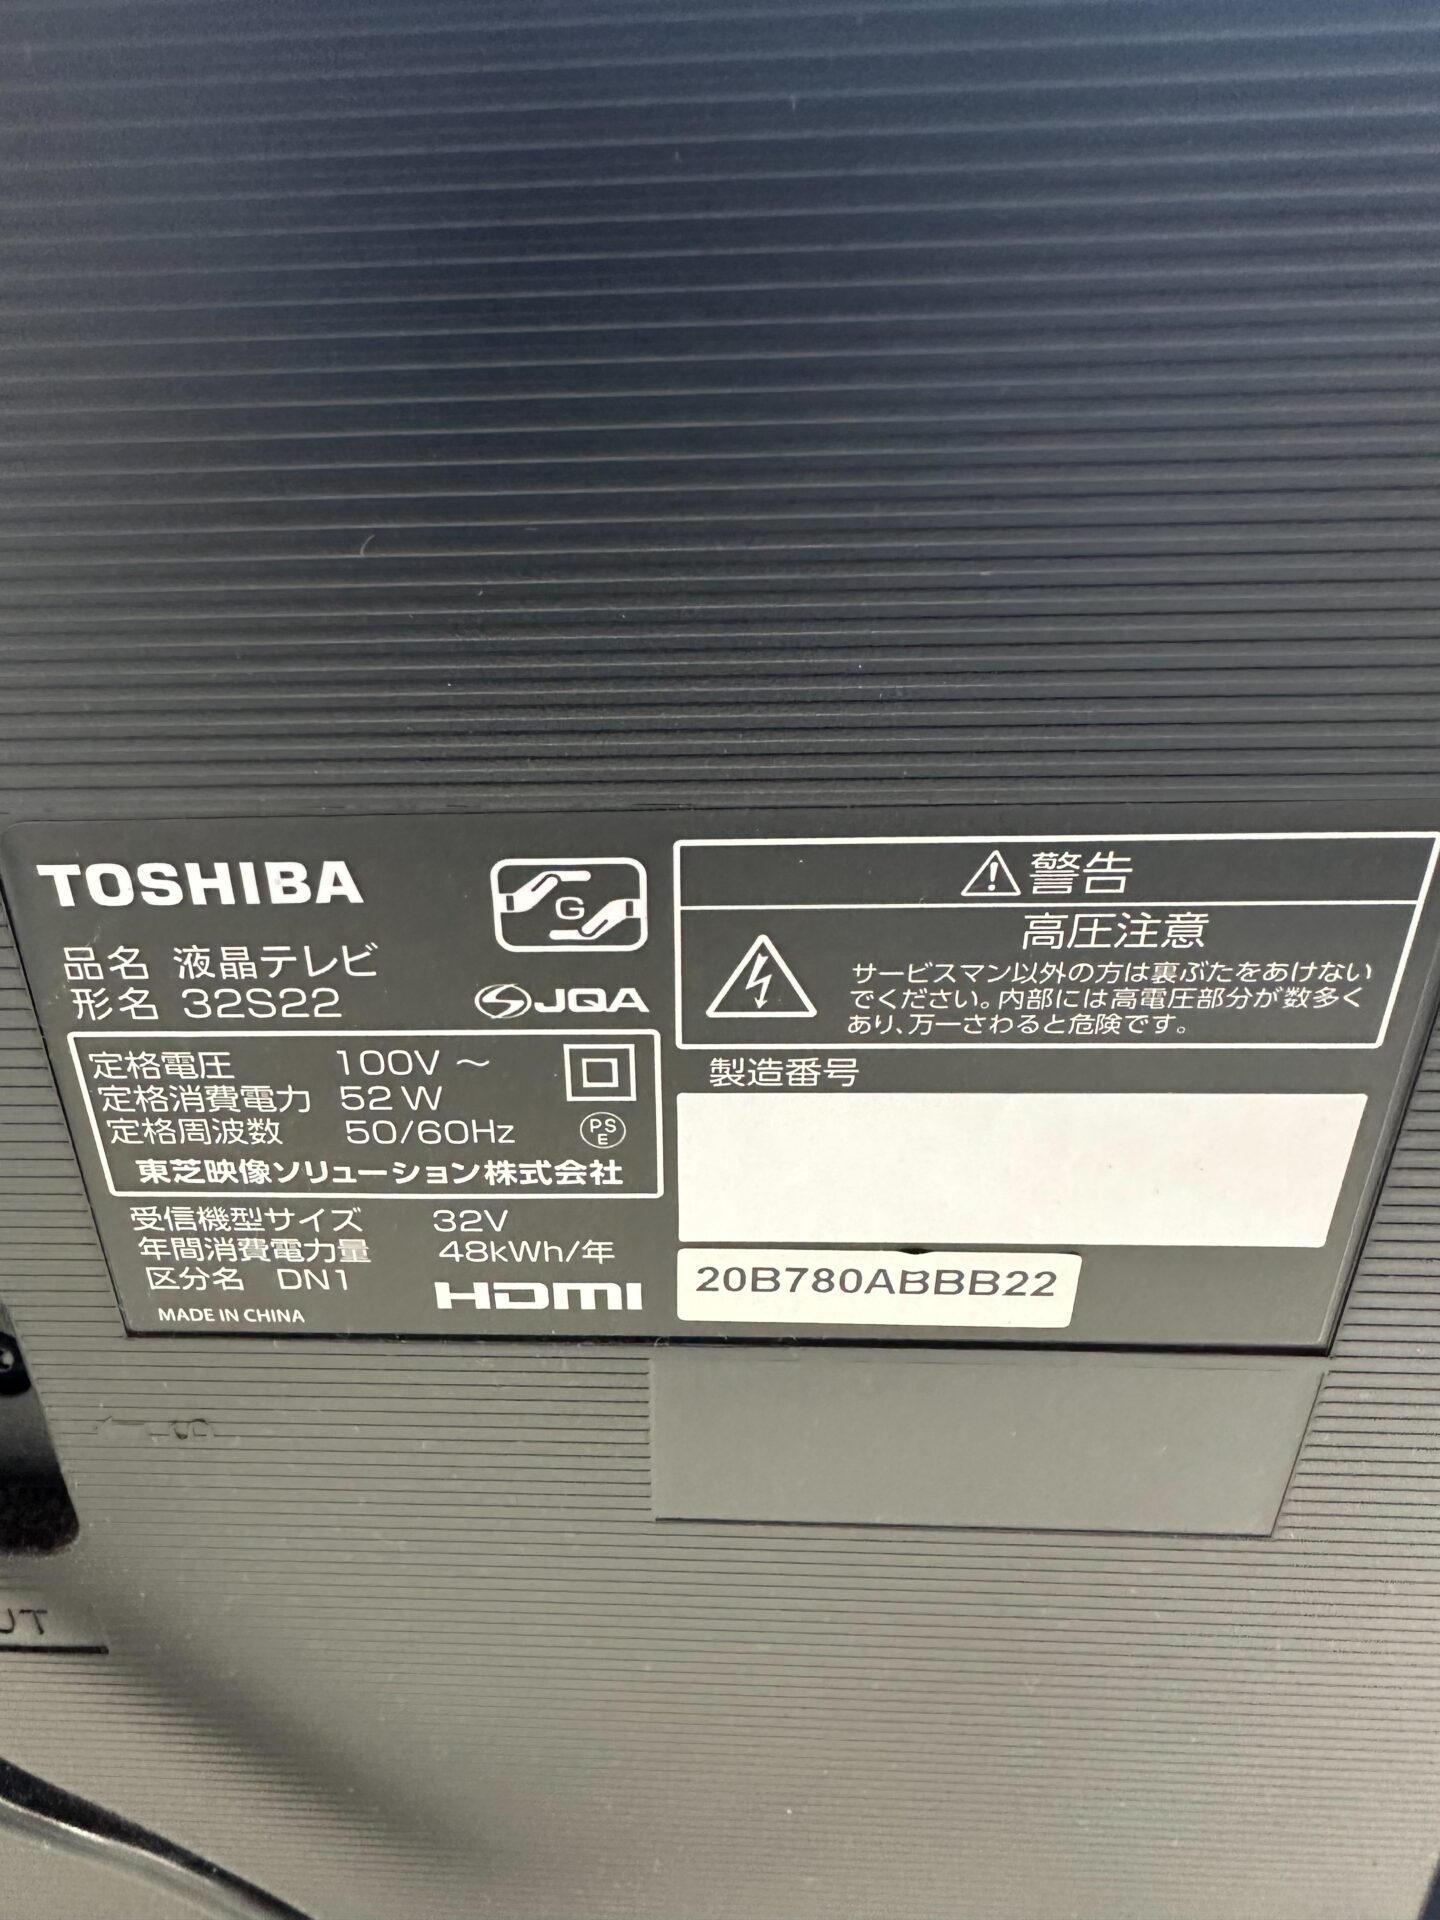 TOSHIBA
G
品名 液晶テレビ
形名 32S22
JQA
定格電圧 100V ～
定格消費電力 52W
定格周波数 50/60Hz
PS
E
東芝映像ソリューション株式会社
受信機型サイズ 32V
年間消費電力量 48kWh/年
区分名 DN1
HDMI
MADE IN CHINA
警告
高圧注意
サービスマン以外の方は裏ぶたをあけない
でください。内部には高電圧部分が数多く
あり、万一さわると危険です。
製造番号
20B780ABBB22